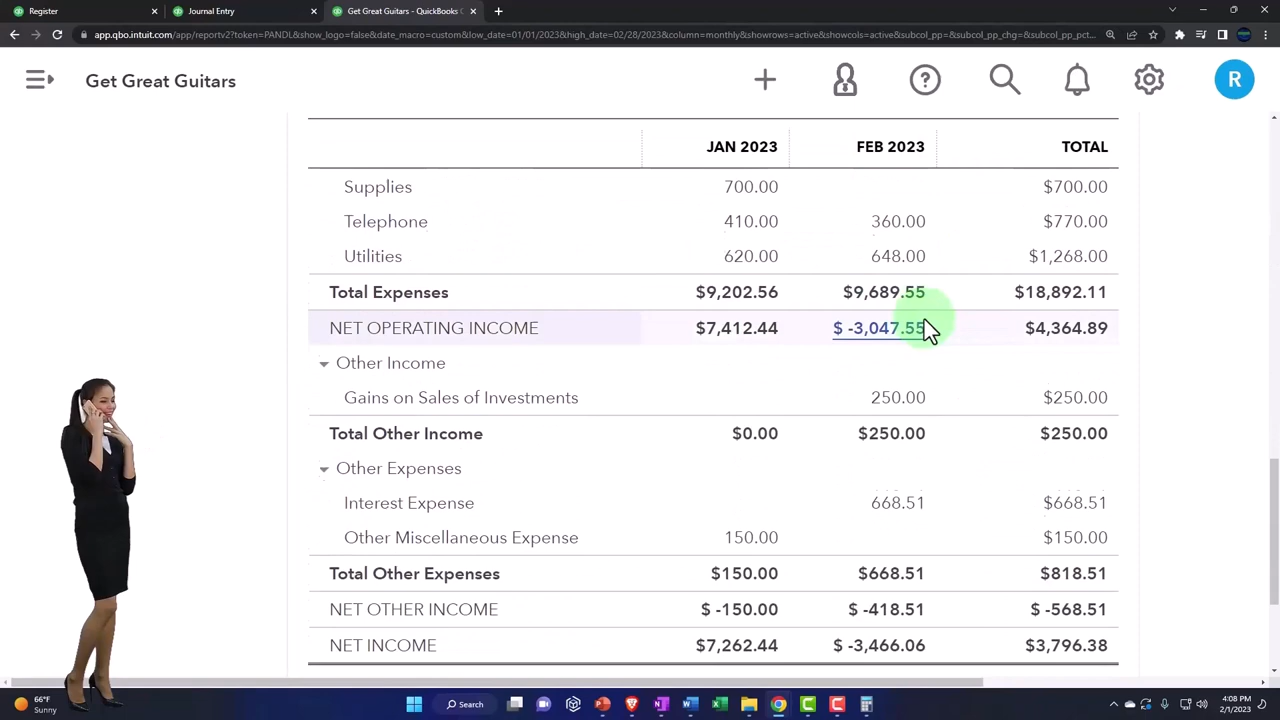 Register
Journal Entry
Get Great Guitars - QuickBooks
app.qbo.intuit.com/app/reportv2?token=PANDL&show_logo=false&date_macro=custom&low_date=01/01/2023&high_date=02/28/2023&column=monthly&showrows=active&showcols=active&subcol_pp=&subcol_pp_chg=&subcol_pp_pct...
Get Great Guitars
R
JAN 2023 FEB 2023 TOTAL
Supplies 700.00 $700.00
Telephone 410.00 360.00 $770.00
Utilities 620.00 648.00 $1,268.00
Total Expenses $9,202.56 $9,689.55 $18,892.11
NET OPERATING INCOME $7,412.44 $ -3,047.55 $4,364.89
Other Income
Gains on Sales of Investments 250.00 $250.00
Total Other Income $0.00 $250.00 $250.00
Other Expenses
Interest Expense 668.51 $668.51
Other Miscellaneous Expense 150.00 $150.00
Total Other Expenses $150.00 $668.51 $818.51
NET OTHER INCOME $ -150.00 $ -418.51 $ -568.51
NET INCOME $7,262.44 $ -3,466.06 $3,796.38
66°F
Sunny
Search
4:08 PM
2/1/2023